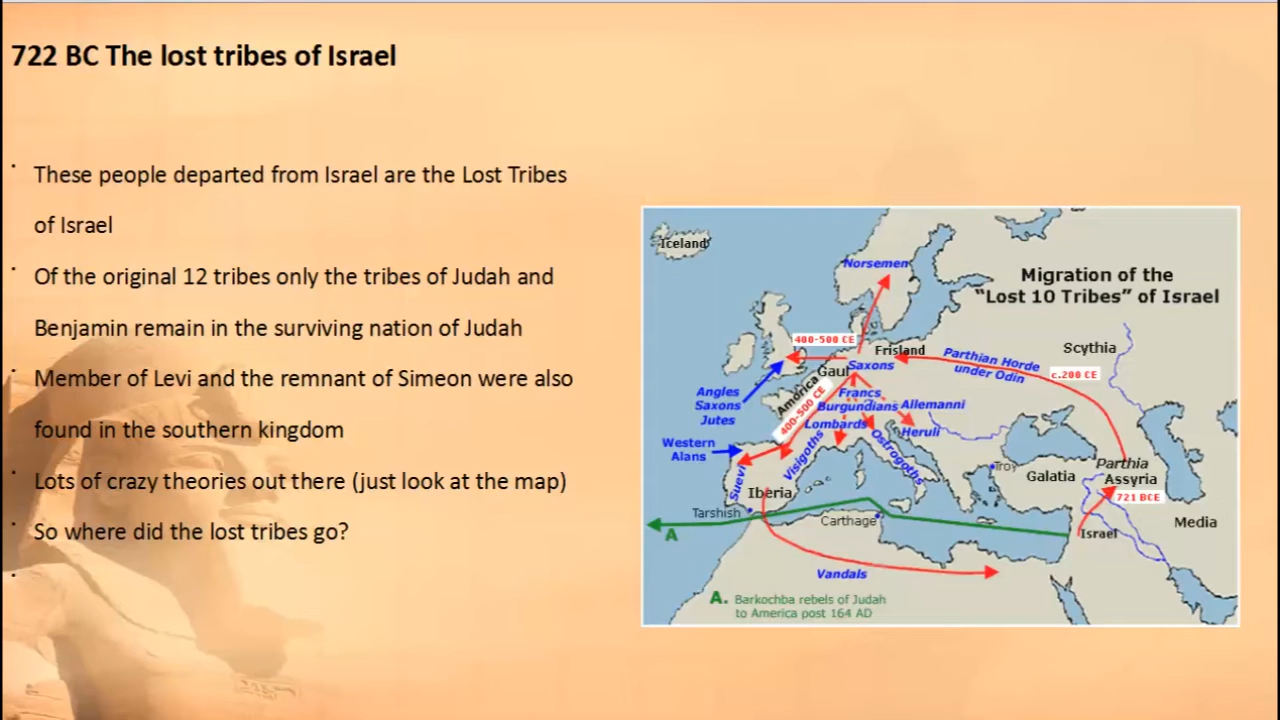 722 BC The lost tribes of Israel
These people departed from Israel are the Lost Tribes
of Israel
Of the original 12 tribes only the tribes of Judah and
Benjamin remain in the surviving nation of Judah
Member of Levi and the remnant of Simeon were also
found in the southern kingdom
Lots of crazy theories out there (just look at the map)
So where did the lost tribes go?
Iceland
Norsemen
Migration of the
“Lost 10 Tribes” of Israel
400-500 CE
Frisland
Scythia
Parthian Horde
under Odin
c.200 CE
Gaul
Saxons
Amorica
Angles
Saxons
Jutes
400-500 CE
Francs
Burgundians
Allemanni
Lombards
Heruli
Western
Alans
Suevi
Visigoths
Ostrogoths
Troy
Galatia
Parthia
Assyria
721 BCE
Iberia
Tarshish
Carthage
Media
Israel
A
Vandals
A. Barkochba rebels of Judah
to America post 164 AD